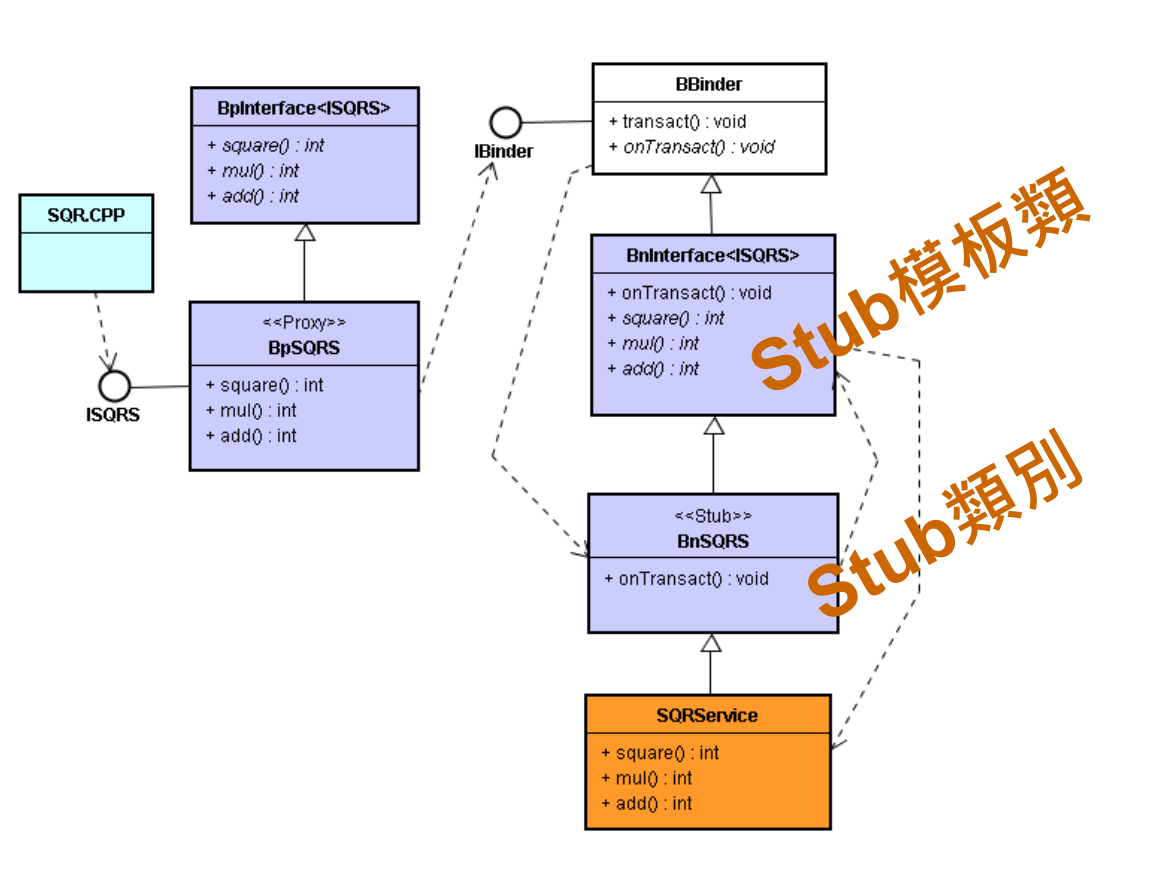 BpInterface<ISQRS>
+ square() : int
+ mul() : int
+ add() : int
SQR.CPP
<<Proxy>>
BpSQRS
+ square() : int
+ mul() : int
+ add() : int
ISQRS
IBinder
BBinder
+ transact() : void
+ onTransact() : void
BnInterface<ISQRS>
+ onTransact() : void
+ square() : int
+ mul() : int
+ add() : int
Stub模板類
<<Stub>>
BnSQRS
+ onTransact() : void
Stub類別
SQRService
+ square() : int
+ mul() : int
+ add() : int